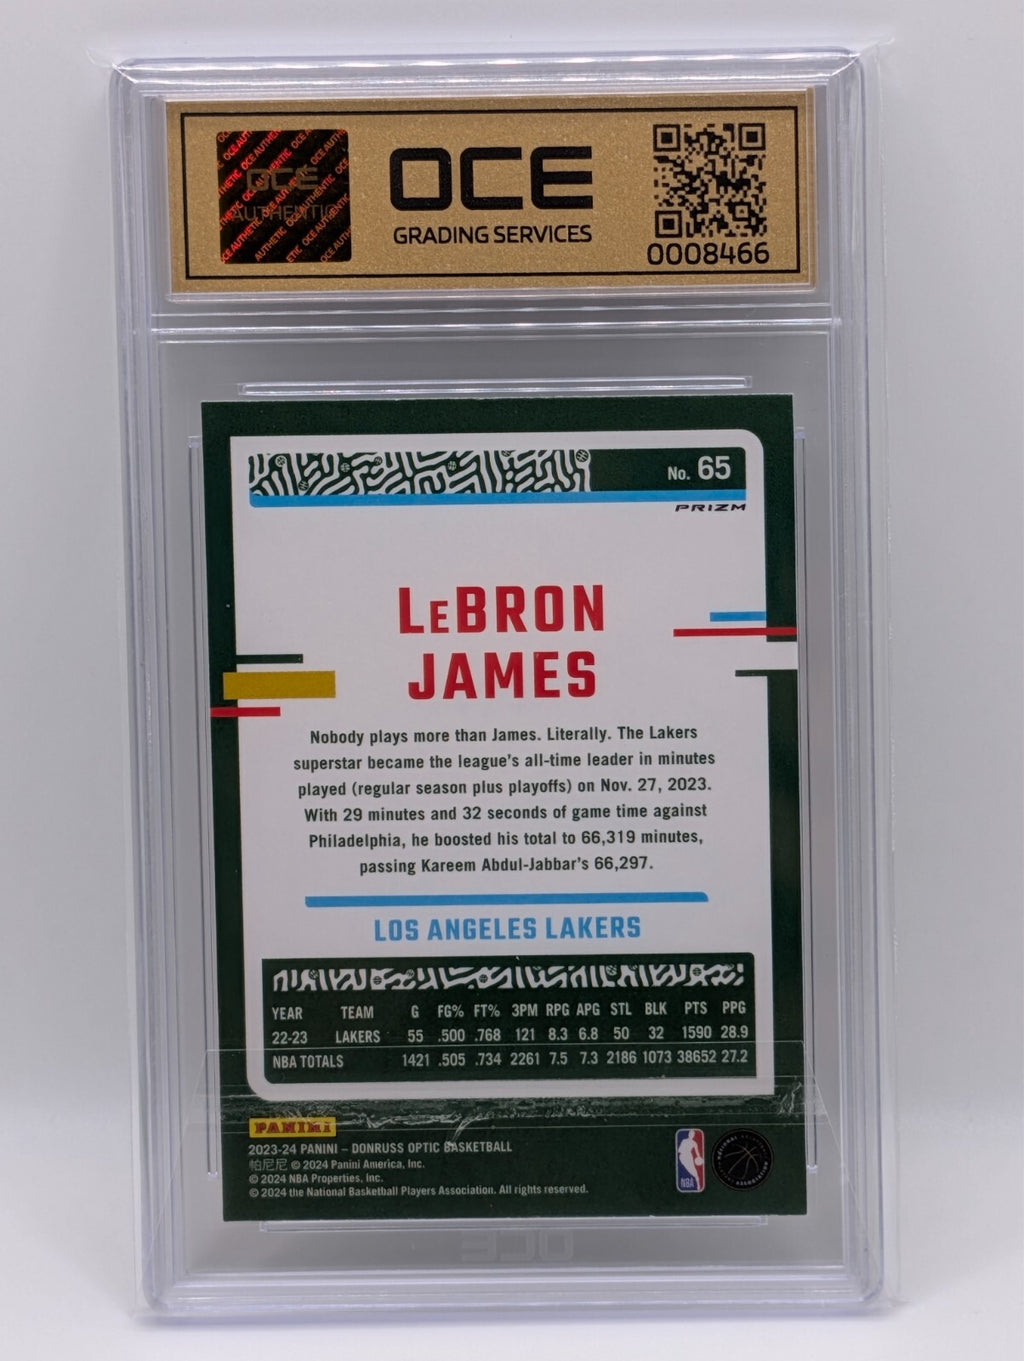 OCE
AUTHENTIC
OCE
GRADING SERVICES
0008466
No. 65
PRIZM
LeBRON
JAMES
Nobody plays more than James. Literally. The Lakers
superstar became the league's all-time leader in minutes
played (regular season plus playoffs) on Nov. 27, 2023.
With 29 minutes and 32 seconds of game time against
Philadelphia, he boosted his total to 66,319 minutes,
passing Kareem Abdul-Jabbar's 66,297.
LOS ANGELES LAKERS
YEAR TEAM G FG% FT% 3PM RPG APG STL BLK PTS PPG
22-23 LAKERS 55 .500 .768 121 8.3 6.8 50 32 1590 28.9
NBA TOTALS 1421 .505 .734 2261 7.5 7.3 2186 1073 38652 27.2
PANINI
2023-24 PANINI – DONRUSS OPTIC BASKETBALL
帕尼尼 © 2024 Panini America, Inc.
© 2024 NBA Properties, Inc.
© 2024 the National Basketball Players Association. All rights reserved.
NBA
OCE